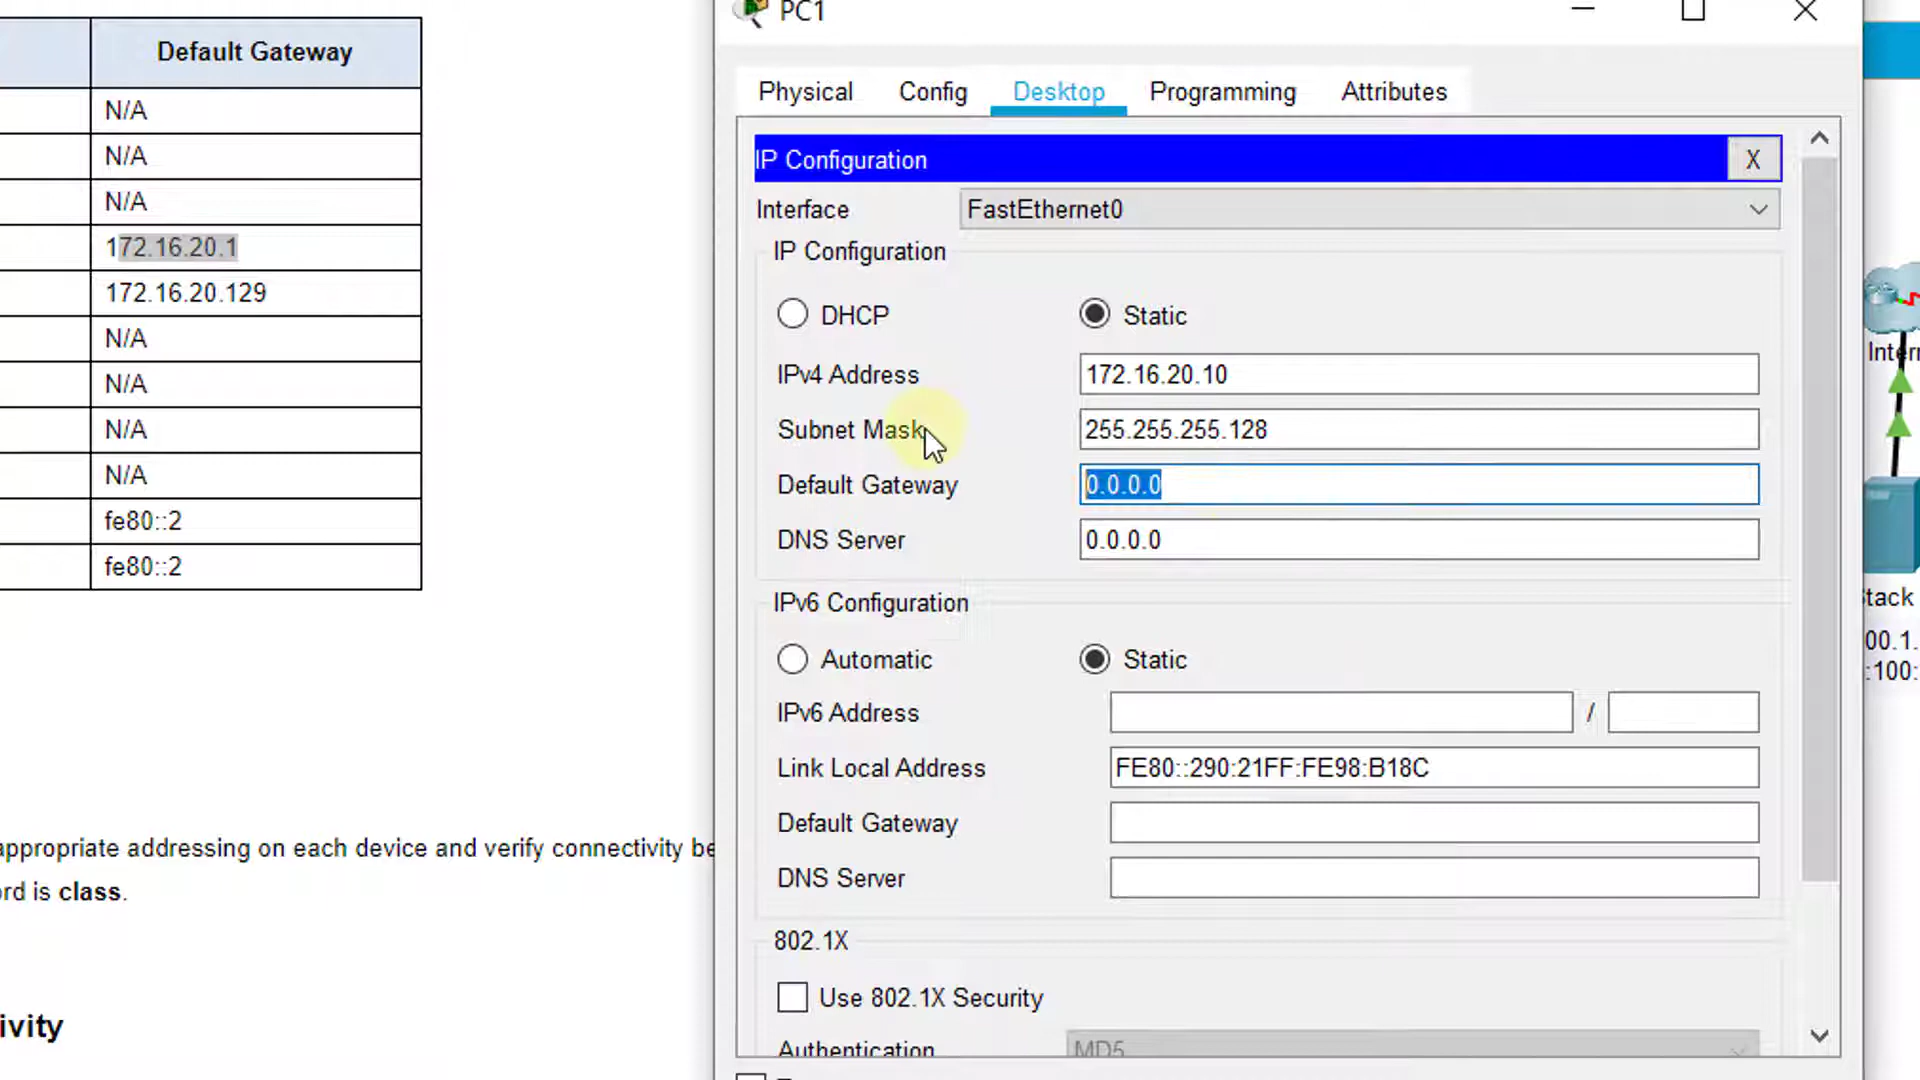 PC1
Default Gateway
N/A
N/A
N/A
172.16.20.1
172.16.20.129
N/A
N/A
N/A
N/A
fe80::2
fe80::2
appropriate addressing on each device and verify connectivity be
ord is class.
ivity
Physical Config Desktop Programming Attributes
IP Configuration X
Interface FastEthernet0
IP Configuration
DHCP Static
IPv4 Address 172.16.20.10
Subnet Mask 255.255.255.128
Default Gateway 0.0.0.0
DNS Server 0.0.0.0
IPv6 Configuration
Automatic Static
IPv6 Address /
Link Local Address FE80::290:21FF:FE98:B18C
Default Gateway
DNS Server
802.1X
Use 802.1X Security
Authentication MD5
Inter
Stack
00.1.
:100: